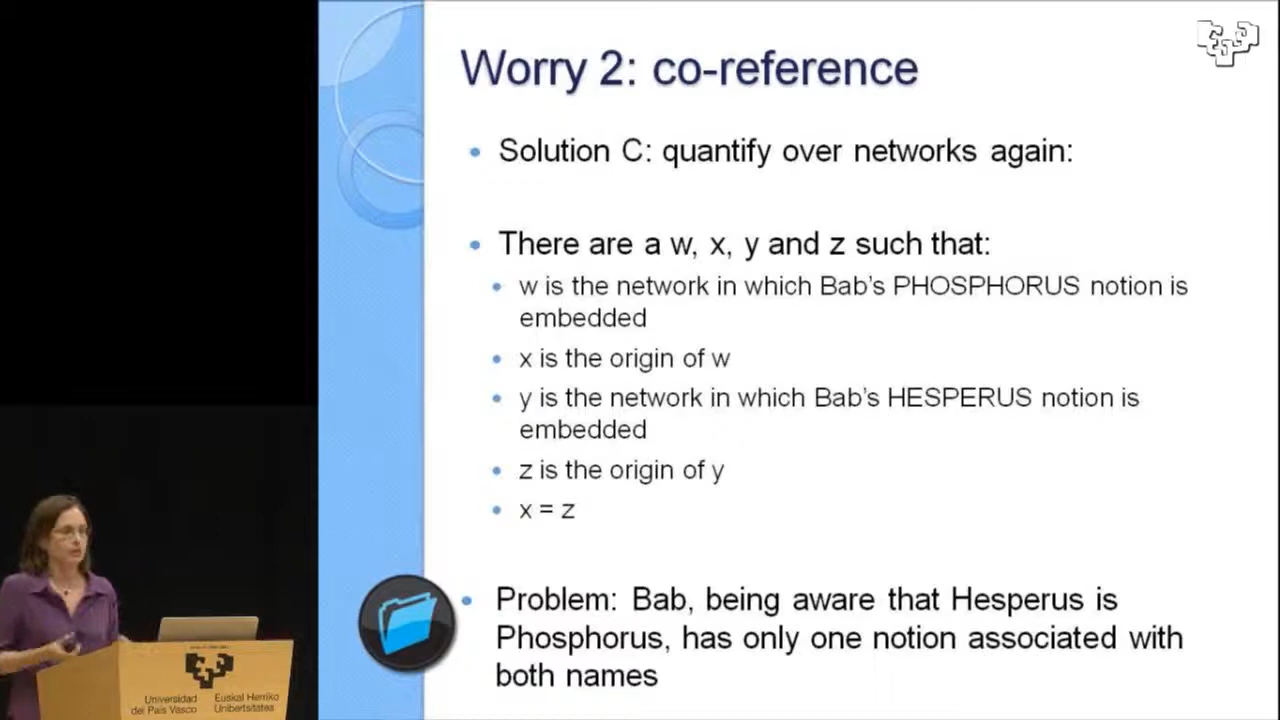 Worry 2: co-reference
Solution C: quantify over networks again:
There are a w, x, y and z such that:
w is the network in which Bab's PHOSPHORUS notion is
embedded
x is the origin of w
y is the network in which Bab's HESPERUS notion is
embedded
z is the origin of y
x = z
Problem: Bab, being aware that Hesperus is
Phosphorus, has only one notion associated with
both names
Universidad
del País Vasco
Euskal Herriko
Unibertsitatea